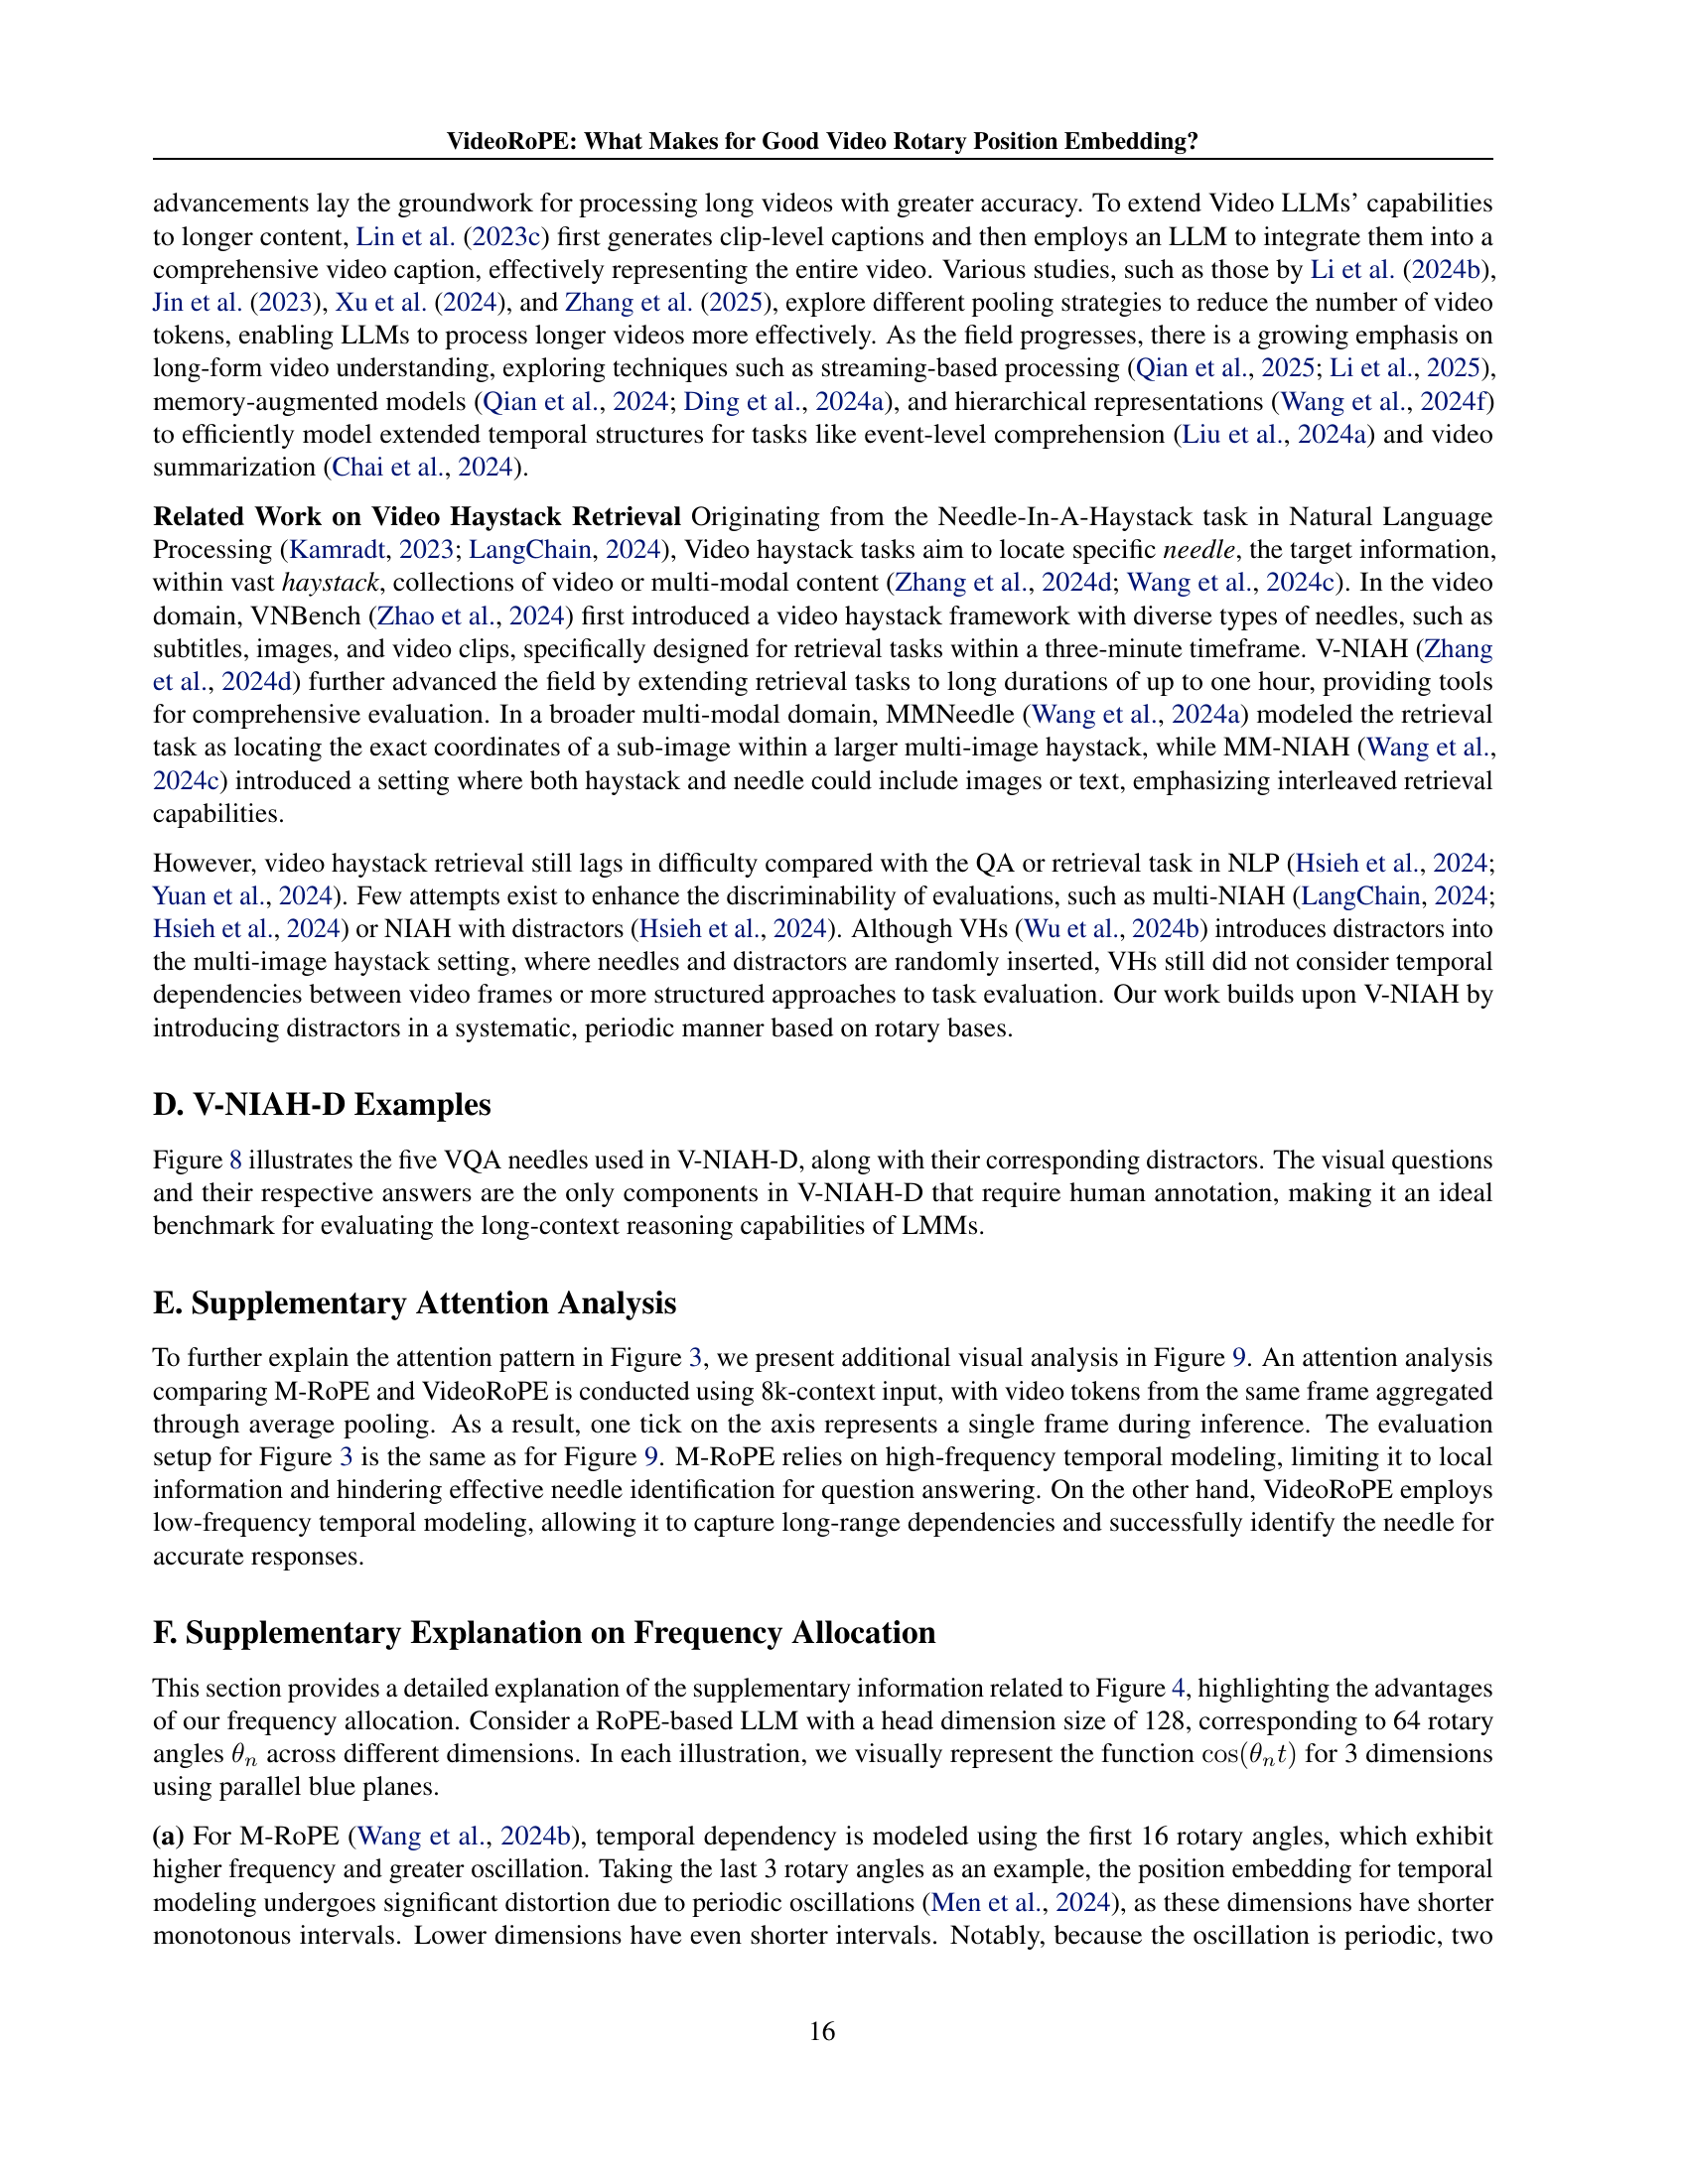 VideoRoPE: What Makes for Good Video Rotary Position Embedding?
advancements lay the groundwork for processing long videos with greater accuracy. To extend Video LLMs’ capabilities
to longer content, Lin et al. (2023c) first generates clip-level captions and then employs an LLM to integrate them into a
comprehensive video caption, effectively representing the entire video. Various studies, such as those by Li et al. (2024b),
Jin et al. (2023), Xu et al. (2024), and Zhang et al. (2025), explore different pooling strategies to reduce the number of video
tokens, enabling LLMs to process longer videos more effectively. As the field progresses, there is a growing emphasis on
long-form video understanding, exploring techniques such as streaming-based processing (Qian et al., 2025; Li et al., 2025),
memory-augmented models (Qian et al., 2024; Ding et al., 2024a), and hierarchical representations (Wang et al., 2024f)
to efficiently model extended temporal structures for tasks like event-level comprehension (Liu et al., 2024a) and video
summarization (Chai et al., 2024).
Related Work on Video Haystack Retrieval Originating from the Needle-In-A-Haystack task in Natural Language
Processing (Kamradt, 2023; LangChain, 2024), Video haystack tasks aim to locate specific needle, the target information,
within vast haystack, collections of video or multi-modal content (Zhang et al., 2024d; Wang et al., 2024c). In the video
domain, VNBench (Zhao et al., 2024) first introduced a video haystack framework with diverse types of needles, such as
subtitles, images, and video clips, specifically designed for retrieval tasks within a three-minute timeframe. V-NIAH (Zhang
et al., 2024d) further advanced the field by extending retrieval tasks to long durations of up to one hour, providing tools
for comprehensive evaluation. In a broader multi-modal domain, MMNeedle (Wang et al., 2024a) modeled the retrieval
task as locating the exact coordinates of a sub-image within a larger multi-image haystack, while MM-NIAH (Wang et al.,
2024c) introduced a setting where both haystack and needle could include images or text, emphasizing interleaved retrieval
capabilities.
However, video haystack retrieval still lags in difficulty compared with the QA or retrieval task in NLP (Hsieh et al., 2024;
Yuan et al., 2024). Few attempts exist to enhance the discriminability of evaluations, such as multi-NIAH (LangChain, 2024;
Hsieh et al., 2024) or NIAH with distractors (Hsieh et al., 2024). Although VHs (Wu et al., 2024b) introduces distractors into
the multi-image haystack setting, where needles and distractors are randomly inserted, VHs still did not consider temporal
dependencies between video frames or more structured approaches to task evaluation. Our work builds upon V-NIAH by
introducing distractors in a systematic, periodic manner based on rotary bases.
D. V-NIAH-D Examples
Figure 8 illustrates the five VQA needles used in V-NIAH-D, along with their corresponding distractors. The visual questions
and their respective answers are the only components in V-NIAH-D that require human annotation, making it an ideal
benchmark for evaluating the long-context reasoning capabilities of LMMs.
E. Supplementary Attention Analysis
To further explain the attention pattern in Figure 3, we present additional visual analysis in Figure 9. An attention analysis
comparing M-RoPE and VideoRoPE is conducted using 8k-context input, with video tokens from the same frame aggregated
through average pooling. As a result, one tick on the axis represents a single frame during inference. The evaluation
setup for Figure 3 is the same as for Figure 9. M-RoPE relies on high-frequency temporal modeling, limiting it to local
information and hindering effective needle identification for question answering. On the other hand, VideoRoPE employs
low-frequency temporal modeling, allowing it to capture long-range dependencies and successfully identify the needle for
accurate responses.
F. Supplementary Explanation on Frequency Allocation
This section provides a detailed explanation of the supplementary information related to Figure 4, highlighting the advantages
of our frequency allocation. Consider a RoPE-based LLM with a head dimension size of 128, corresponding to 64 rotary
angles θn across different dimensions. In each illustration, we visually represent the function cos(θnt) for 3 dimensions
using parallel blue planes.
(a) For M-RoPE (Wang et al., 2024b), temporal dependency is modeled using the first 16 rotary angles, which exhibit
higher frequency and greater oscillation. Taking the last 3 rotary angles as an example, the position embedding for temporal
modeling undergoes significant distortion due to periodic oscillations (Men et al., 2024), as these dimensions have shorter
monotonous intervals. Lower dimensions have even shorter intervals. Notably, because the oscillation is periodic, two
16